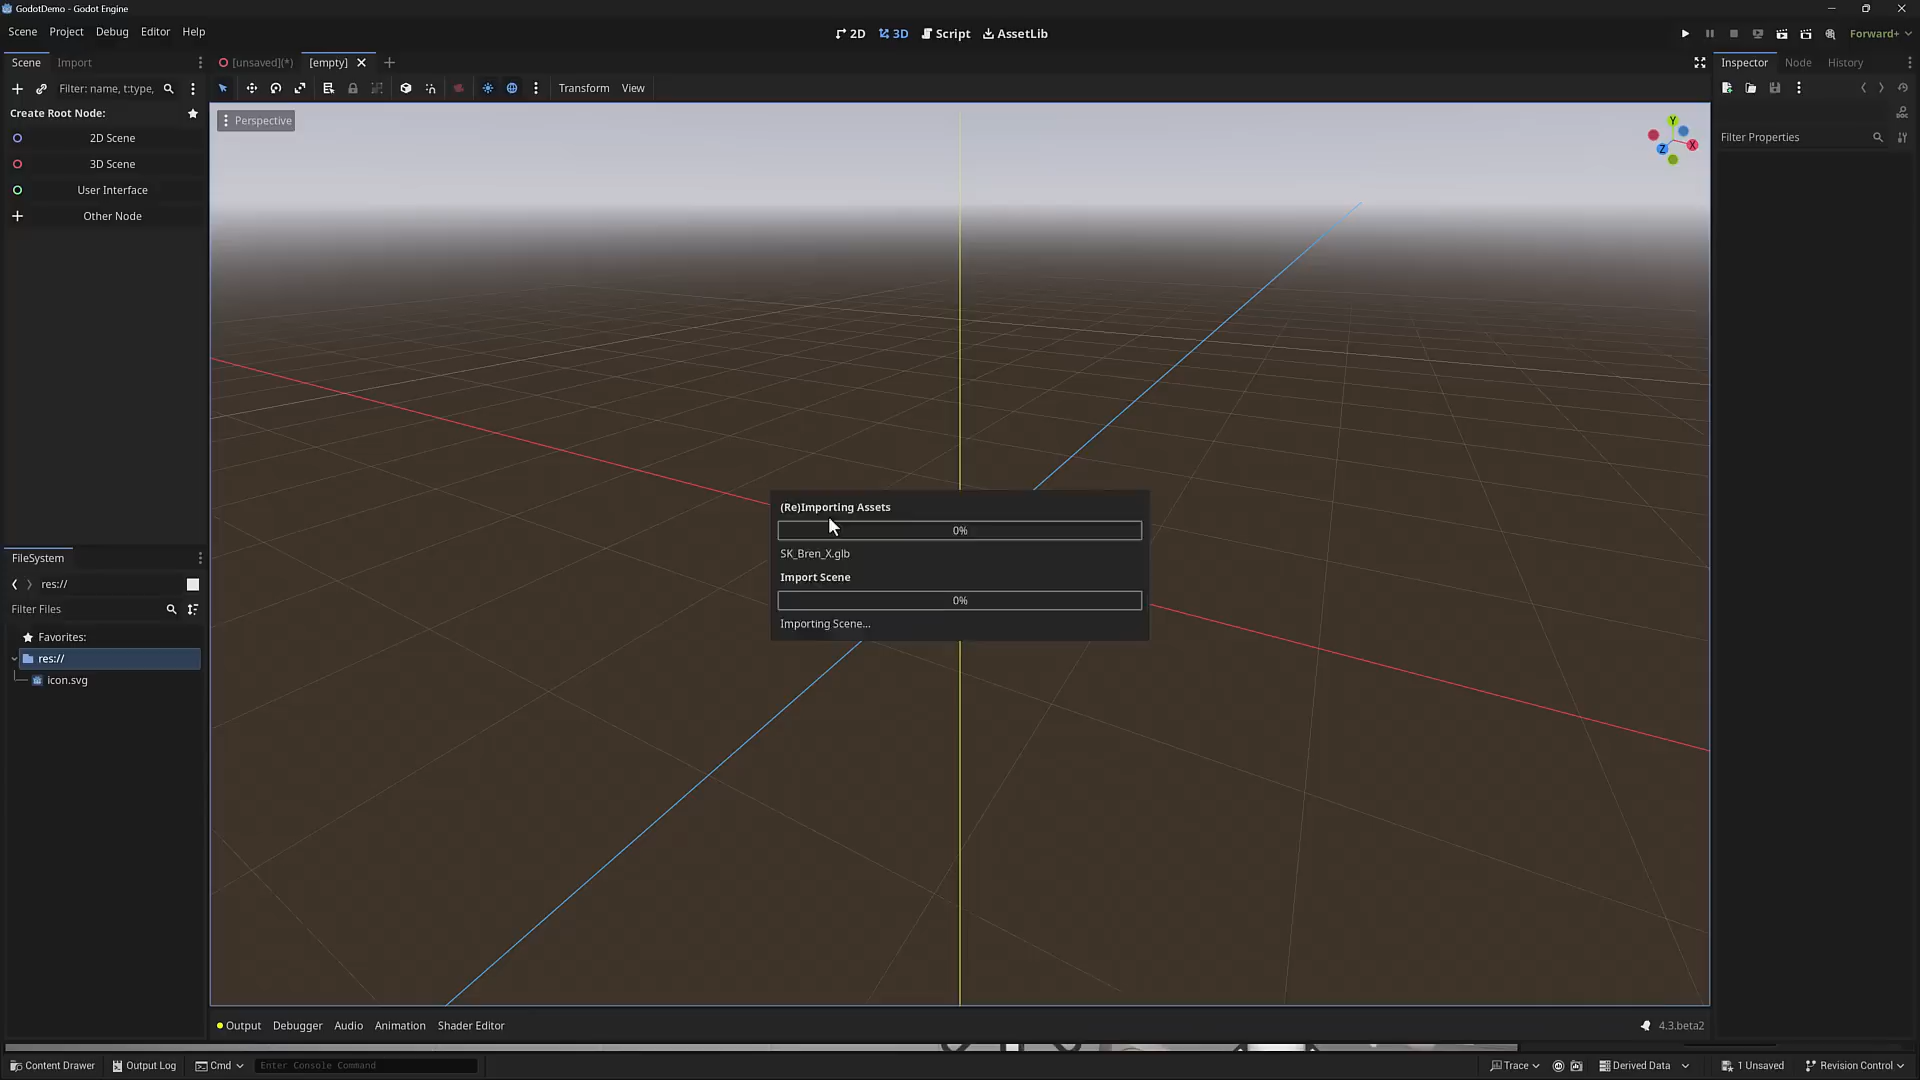 GodotDemo - Godot Engine
Scene Project Debug Editor Help
2D 3D Script AssetLib
Forward+
Scene Import
[unsaved](*) [empty]
Inspector Node History
Filter: name, t:type,
Transform View
Create Root Node:
Perspective
Y
X
Z
Filter Properties
2D Scene
3D Scene
User Interface
Other Node
(Re)Importing Assets
0%
SK_Bren_X.glb
Import Scene
0%
Importing Scene...
FileSystem
res://
Filter Files
Favorites:
res://
icon.svg
Output Debugger Audio Animation Shader Editor
4.3.beta2
Content Drawer Output Log Cmd Enter Console Command
Trace Derived Data 1 Unsaved Revision Control